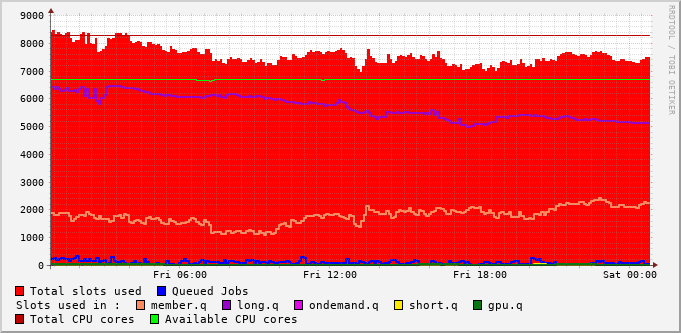 9000
8000
7000
6000
5000
4000
3000
2000
1000
0
Fri 06:00 Fri 12:00 Fri 18:00 Sat 00:00
Total slots used Queued Jobs
Slots used in : member.q long.q ondemand.q short.q gpu.q
Total CPU cores Available CPU cores
RRDTOOL / TOBI OETIKER